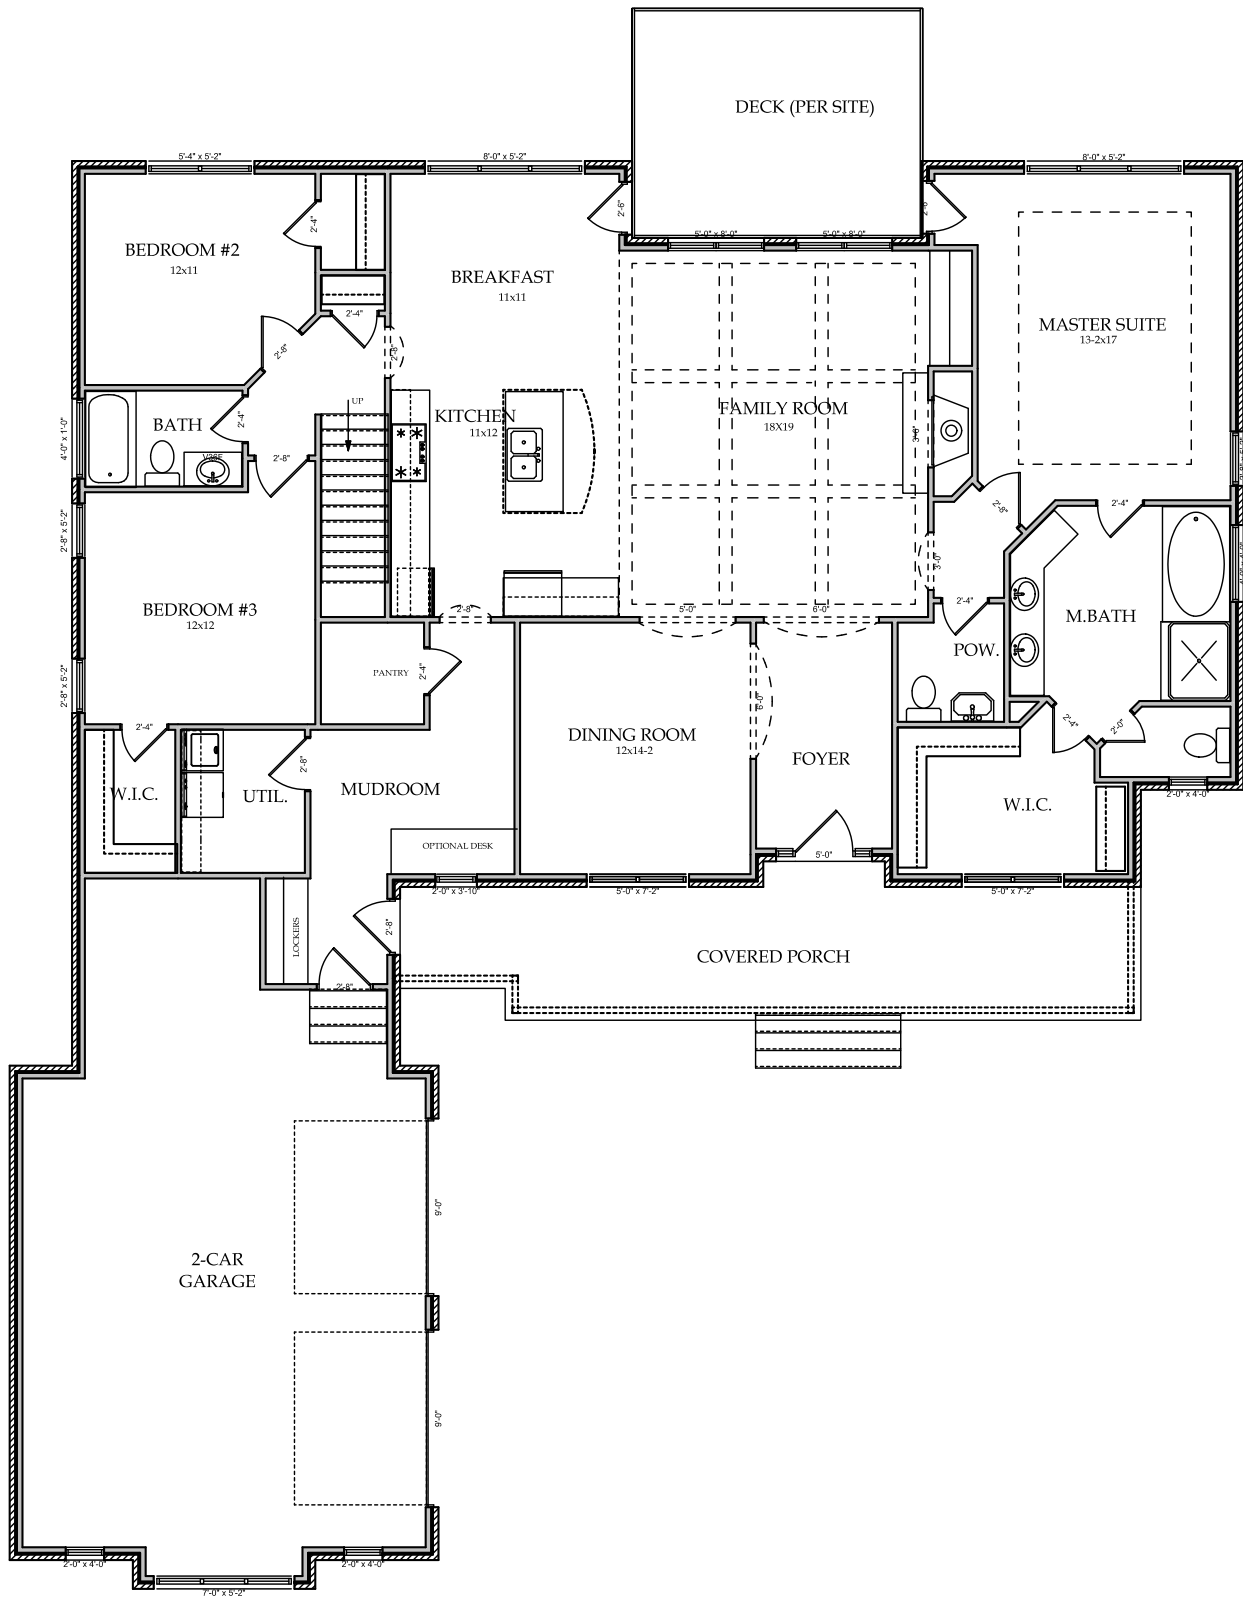 DECK (PER SITE)
5'-4" x 5'-2"
8'-0" x 5'-2"
8'-0" x 5'-2"
2'-4"
2'-6"
5'-0" x 8'-0"
5'-0" x 8'-0"
BEDROOM #2
12x11
BREAKFAST
11x11
2'-4"
2'-8"
2'-8"
MASTER SUITE
13-2x17
4'-0" x 1'-0"
BATH
2'-4"
UP
KITCHEN
11x12
FAMILY ROOM
18X19
3'-6"
2'-8"
2'-8" x 5'-2"
2'-8"
2'-4"
3'-0"
BEDROOM #3
12x12
2'-8"
5'-0"
6'-0"
2'-4"
M.BATH
POW.
PANTRY
2'-4"
2'-8" x 5'-2"
2'-4"
6'-0"
2'-4"
2'-0"
DINING ROOM
12x14-2
FOYER
2'-8"
W.I.C.
UTIL.
MUDROOM
W.I.C.
2'-0" x 4'-0"
OPTIONAL DESK
5'-0"
2'-0" x 3'-10"
5'-0" x 7'-2"
5'-0" x 7'-2"
LOCKERS
2'-8"
COVERED PORCH
2'-8"
9'-0"
2-CAR
GARAGE
9'-0"
2'-0" x 4'-0"
2'-0" x 4'-0"
7'-0" x 5'-2"